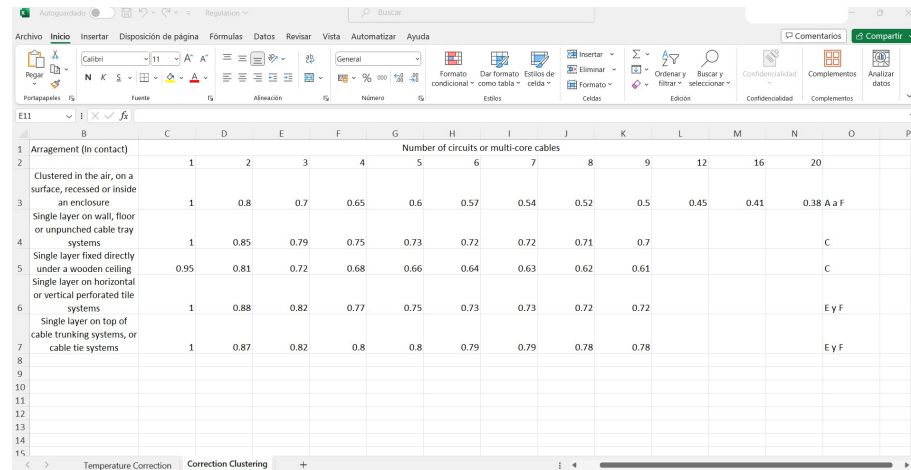 Autoguardado Regulation Buscar
Archivo Inicio Insertar Disposición de página Fórmulas Datos Revisar Vista Automatizar Ayuda Comentarios Compartir
Pegar Calibri 11 A A General Formato Dar formato Estilos de Insertar Ordenar y Buscar y Confidencialidad Complementos Analizar
N K S A % 000 condicional como tabla celda Eliminar filtrar seleccionar datos
Formato
Portapapeles Fuente Alineación Número Estilos Celdas Edición Confidencialidad Complementos
E11 fx
B C D E F G H I J K L M N O P
1 Arragement (In contact) Number of circuits or multi-core cables
2 1 2 3 4 5 6 7 8 9 12 16 20
Clustered in the air, on a
surface, recessed or inside
3 an enclosure 1 0.8 0.7 0.65 0.6 0.57 0.54 0.52 0.5 0.45 0.41 0.38 A a F
Single layer on wall, floor
or unpunched cable tray
4 systems 1 0.85 0.79 0.75 0.73 0.72 0.72 0.71 0.7 C
Single layer fixed directly
5 under a wooden ceiling 0.95 0.81 0.72 0.68 0.66 0.64 0.63 0.62 0.61 C
Single layer on horizontal
or vertical perforated tile
6 systems 1 0.88 0.82 0.77 0.75 0.73 0.73 0.72 0.72 E y F
Single layer on top of
cable trunking systems, or
7 cable tie systems 1 0.87 0.82 0.8 0.8 0.79 0.79 0.78 0.78 E y F
8
9
10
11
12
13
14
15
Temperature Correction Correction Clustering +